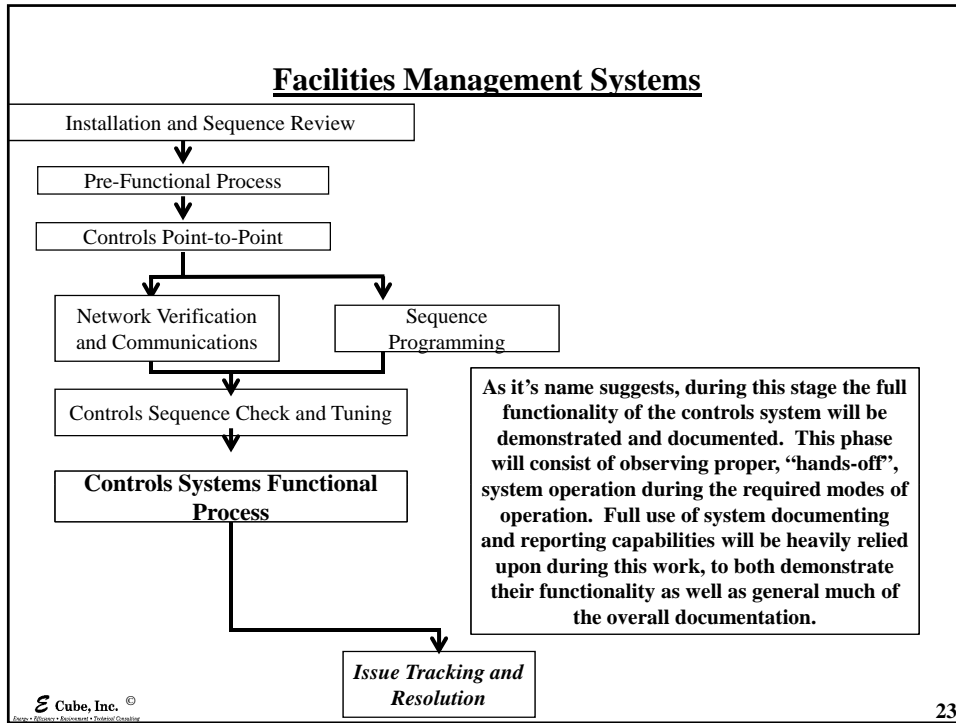 Facilities Management Systems
Installation and Sequence Review
Pre-Functional Process
Controls Point-to-Point
Network Verification
and Communications
Sequence
Programming
Controls Sequence Check and Tuning
Controls Systems Functional
Process
As it’s name suggests, during this stage the full
functionality of the controls system will be
demonstrated and documented.  This phase
will consist of observing proper, “hands-off”,
system operation during the required modes of
operation.  Full use of system documenting
and reporting capabilities will be heavily relied
upon during this work, to both demonstrate
their functionality as well as general much of
the overall documentation.
Issue Tracking and
Resolution
E Cube, Inc. ©
Energy • Efficiency • Environment • Technical Consulting
23